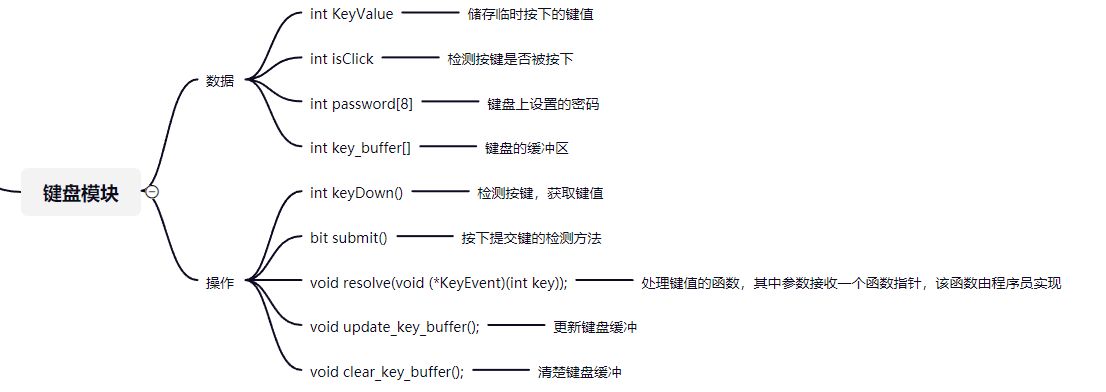 键盘模块
数据
int KeyValue 储存临时按下的键值
int isClick 检测按键是否被按下
int password[8] 键盘上设置的密码
int key_buffer[] 键盘的缓冲区
操作
int keyDown() 检测按键，获取键值
bit submit() 按下提交键的检测方法
void resolve(void (*KeyEvent)(int key)); 处理键值的函数，其中参数接收一个函数指针，该函数由程序员实现
void update_key_buffer(); 更新键盘缓冲
void clear_key_buffer(); 清楚键盘缓冲